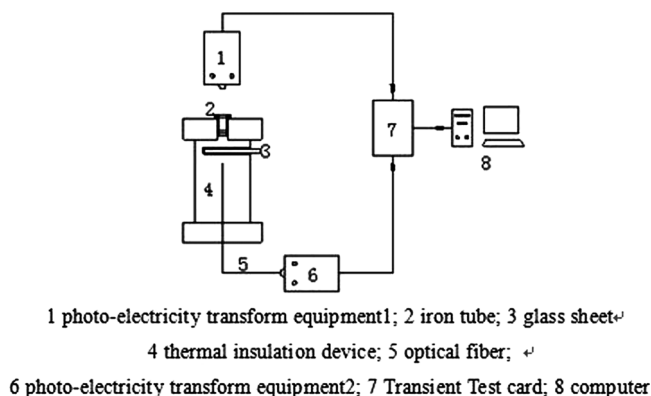 1
2
3
7
8
4
5
6
1 photo-electricity transform equipment1; 2 iron tube; 3 glass sheet↵
4 thermal insulation device; 5 optical fiber; ↵
6 photo-electricity transform equipment2; 7 Transient Test card; 8 computer